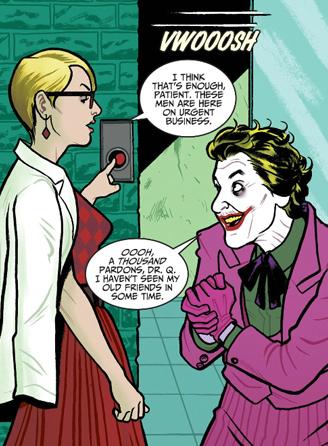 VWOOOSH
I THINK
THAT'S ENOUGH,
PATIENT. THESE
MEN ARE HERE
ON URGENT
BUSINESS.
OOOH,
A THOUSAND
PARDONS, DR. Q.
I HAVEN'T SEEN MY
OLD FRIENDS IN
SOME TIME.